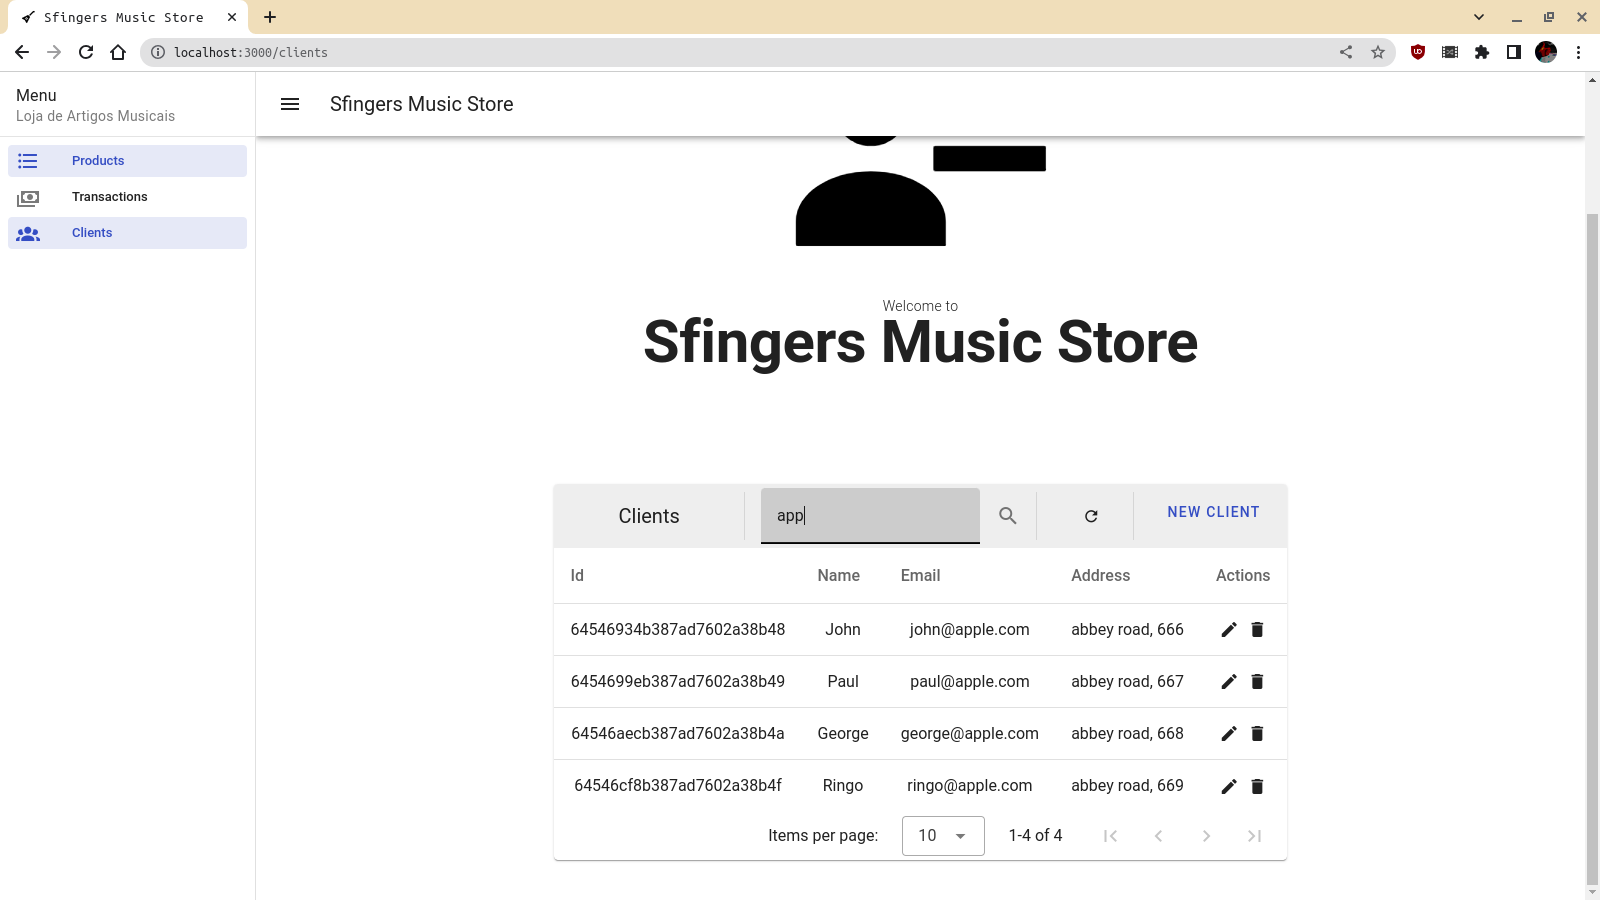 Sfingers Music Store
localhost:3000/clients
Menu
Loja de Artigos Musicais
Products
Transactions
Clients
Sfingers Music Store
Welcome to
Sfingers Music Store
Clients
app
NEW CLIENT
Id Name Email Address Actions
64546934b387ad7602a38b48 John john@apple.com abbey road, 666
6454699eb387ad7602a38b49 Paul paul@apple.com abbey road, 667
64546aecb387ad7602a38b4a George george@apple.com abbey road, 668
64546cf8b387ad7602a38b4f Ringo ringo@apple.com abbey road, 669
Items per page: 10 1-4 of 4